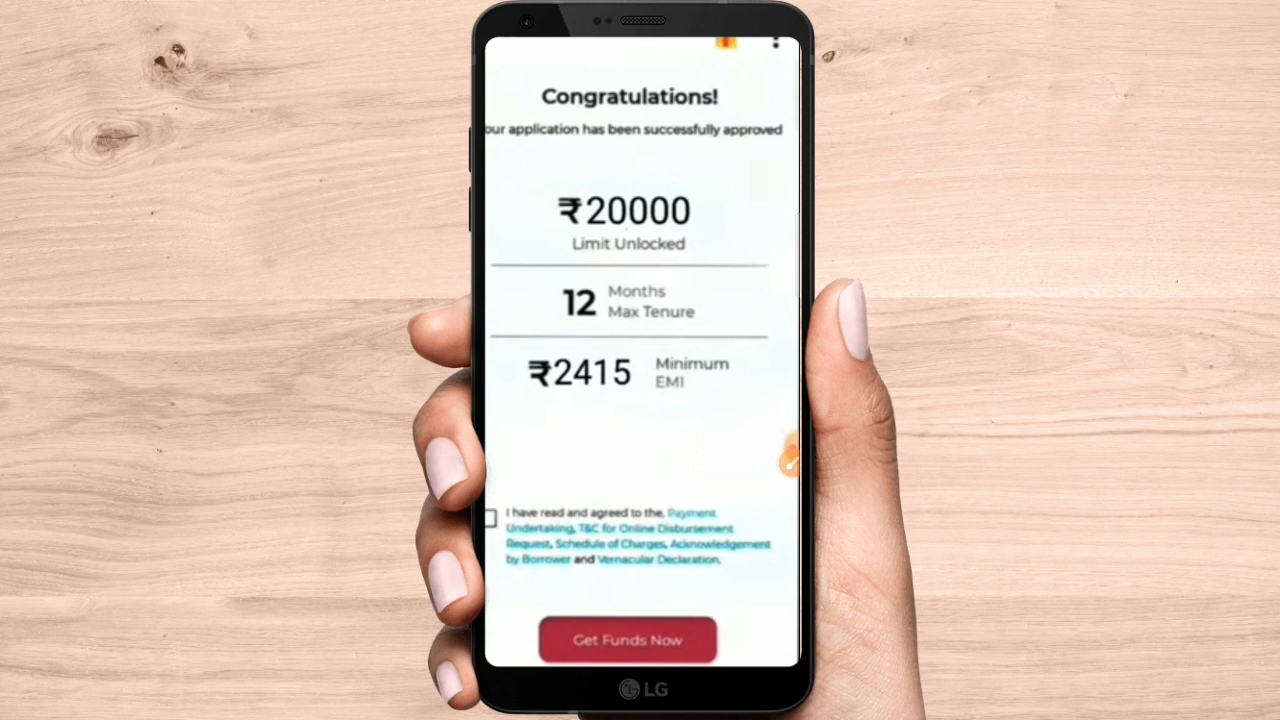 Congratulations!
our application has been successfully approved
₹20000
Limit Unlocked
12 Months
Max Tenure
₹2415 Minimum
EMI
I have read and agreed to the, Payment
Undertaking, T&C for Online Disbursement
Request, Schedule of Charges, Acknowledgement
by Borrower and Vernacular Declaration.
Get Funds Now
LG